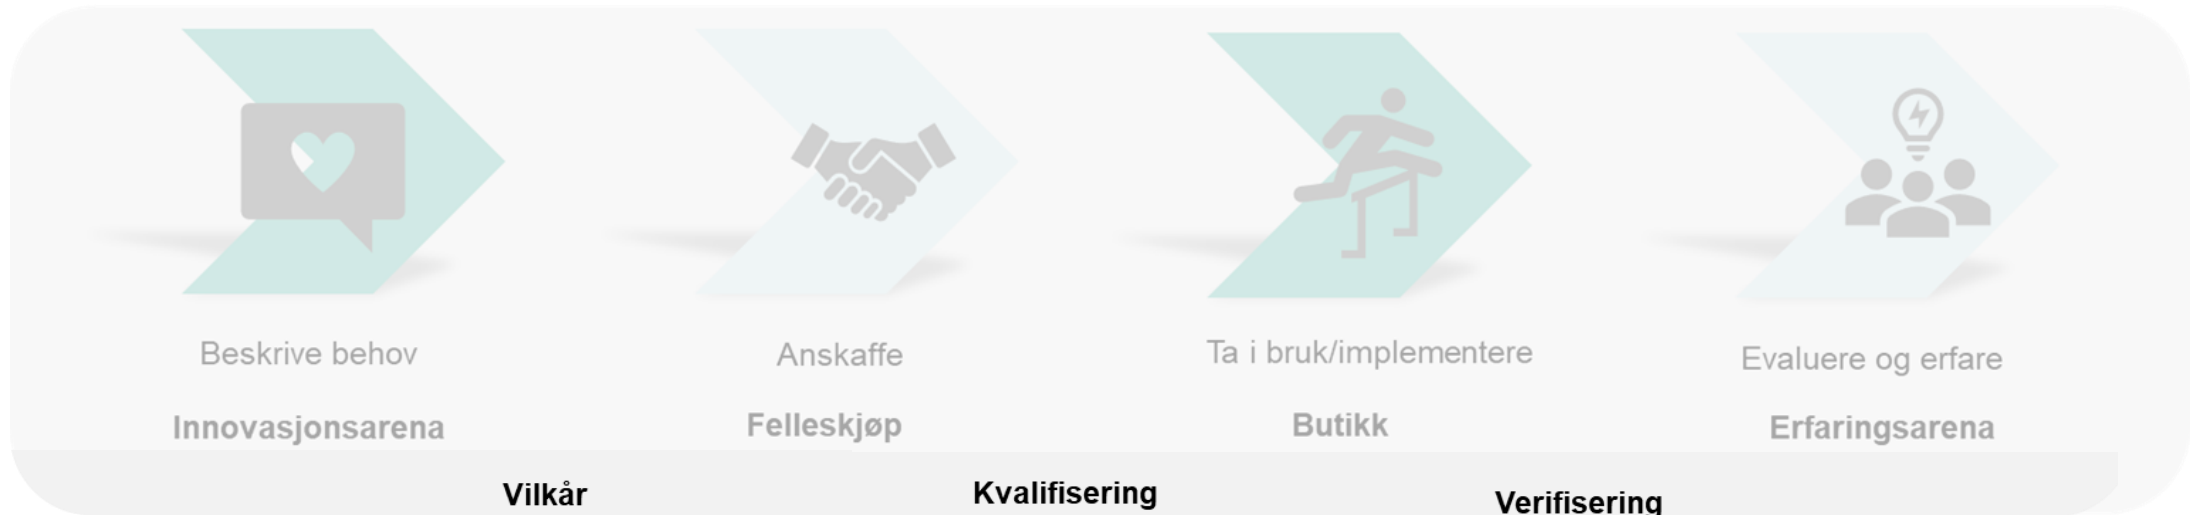 Beskrive behov
Anskaffe
Ta i bruk/implementere
Evaluere og erfare
Innovasjonsarena
Felleskjøp
Butikk
Erfaringsarena
Vilkår
Kvalifisering
Verifisering